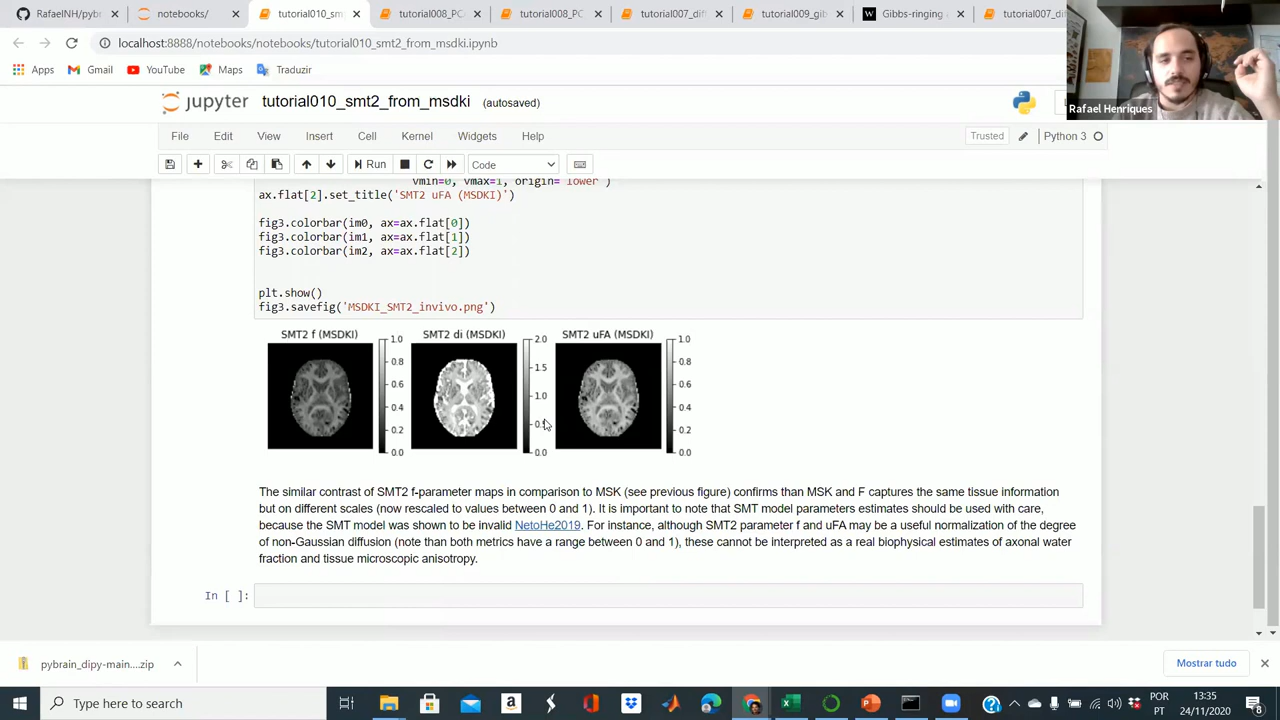 notebooks/
tutorial010_sm
tutorial008_PC
tutorial008_PC
tutorial007_dif
tutorial009_gib
Gibbs-ringing c
tutorial007_di
RafaelNH/pybr
localhost:8888/notebooks/notebooks/tutorial010_smt2_from_msdki.ipynb
Apps
Gmail
YouTube
Maps
Traduzir
Rafael Henriques
jupyter
tutorial010_smt2_from_msdki
(autosaved)
File
Edit
View
Insert
Cell
Kernel
Widgets
Help
Trusted
Python 3
Run
Code
vmin=0, vmax=1, origin='lower')
ax.flat[2].set_title('SMT2 uFA (MSDKI)')
fig3.colorbar(im0, ax=ax.flat[0])
fig3.colorbar(im1, ax=ax.flat[1])
fig3.colorbar(im2, ax=ax.flat[2])
plt.show()
fig3.savefig('MSDKI_SMT2_invivo.png')
SMT2 f (MSDKI)
1.0
0.8
0.6
0.4
0.2
0.0
SMT2 di (MSDKI)
2.0
1.5
1.0
0.5
0.0
SMT2 uFA (MSDKI)
1.0
0.8
0.6
0.4
0.2
0.0
The similar contrast of SMT2 f-parameter maps in comparison to MSK (see previous figure) confirms than MSK and F captures the same tissue information
but on different scales (now rescaled to values between 0 and 1). It is important to note that SMT model parameters estimates should be used with care,
because the SMT model was shown to be invalid NetoHe2019. For instance, although SMT2 parameter f and uFA may be a useful normalization of the degree
of non-Gaussian diffusion (note than both metrics have a range between 0 and 1), these cannot be interpreted as a real biophysical estimates of axonal water
fraction and tissue microscopic anisotropy.
In [ ]:
pybrain_dipy-main....zip
Mostrar tudo
Type here to search
POR
PT
13:35
24/11/2020
8